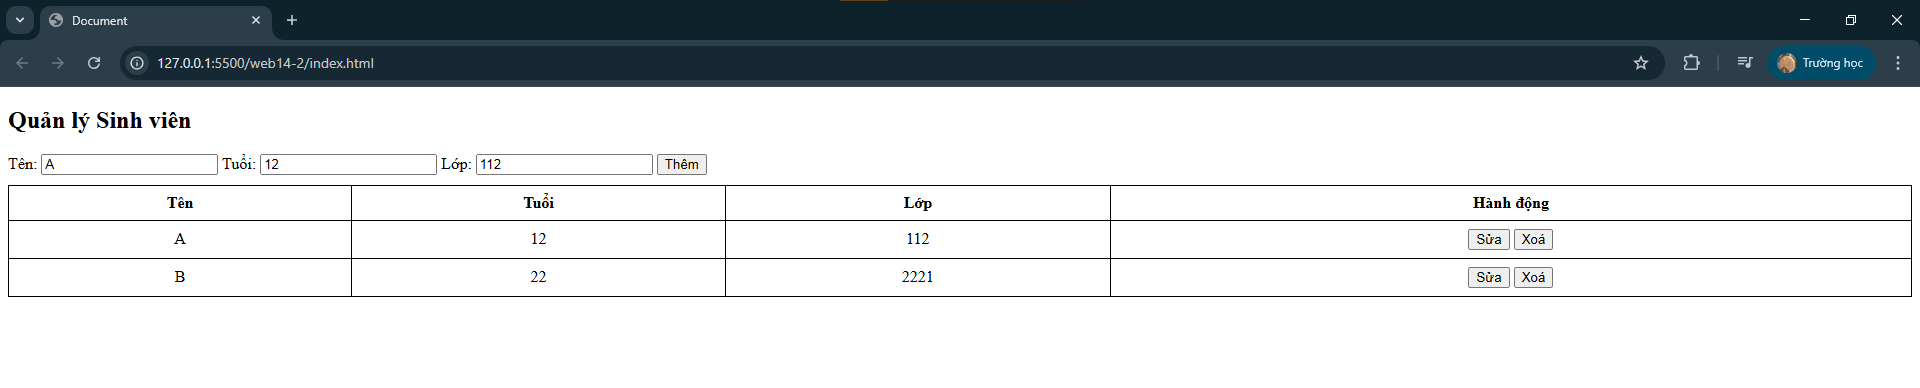 Document
127.0.0.1:5500/web14-2/index.html
Trường học
Quản lý Sinh viên
Tên: A Tuổi: 12 Lớp: 112 Thêm
Tên Tuổi Lớp Hành động
A 12 112 Sửa Xoá
B 22 2221 Sửa Xoá